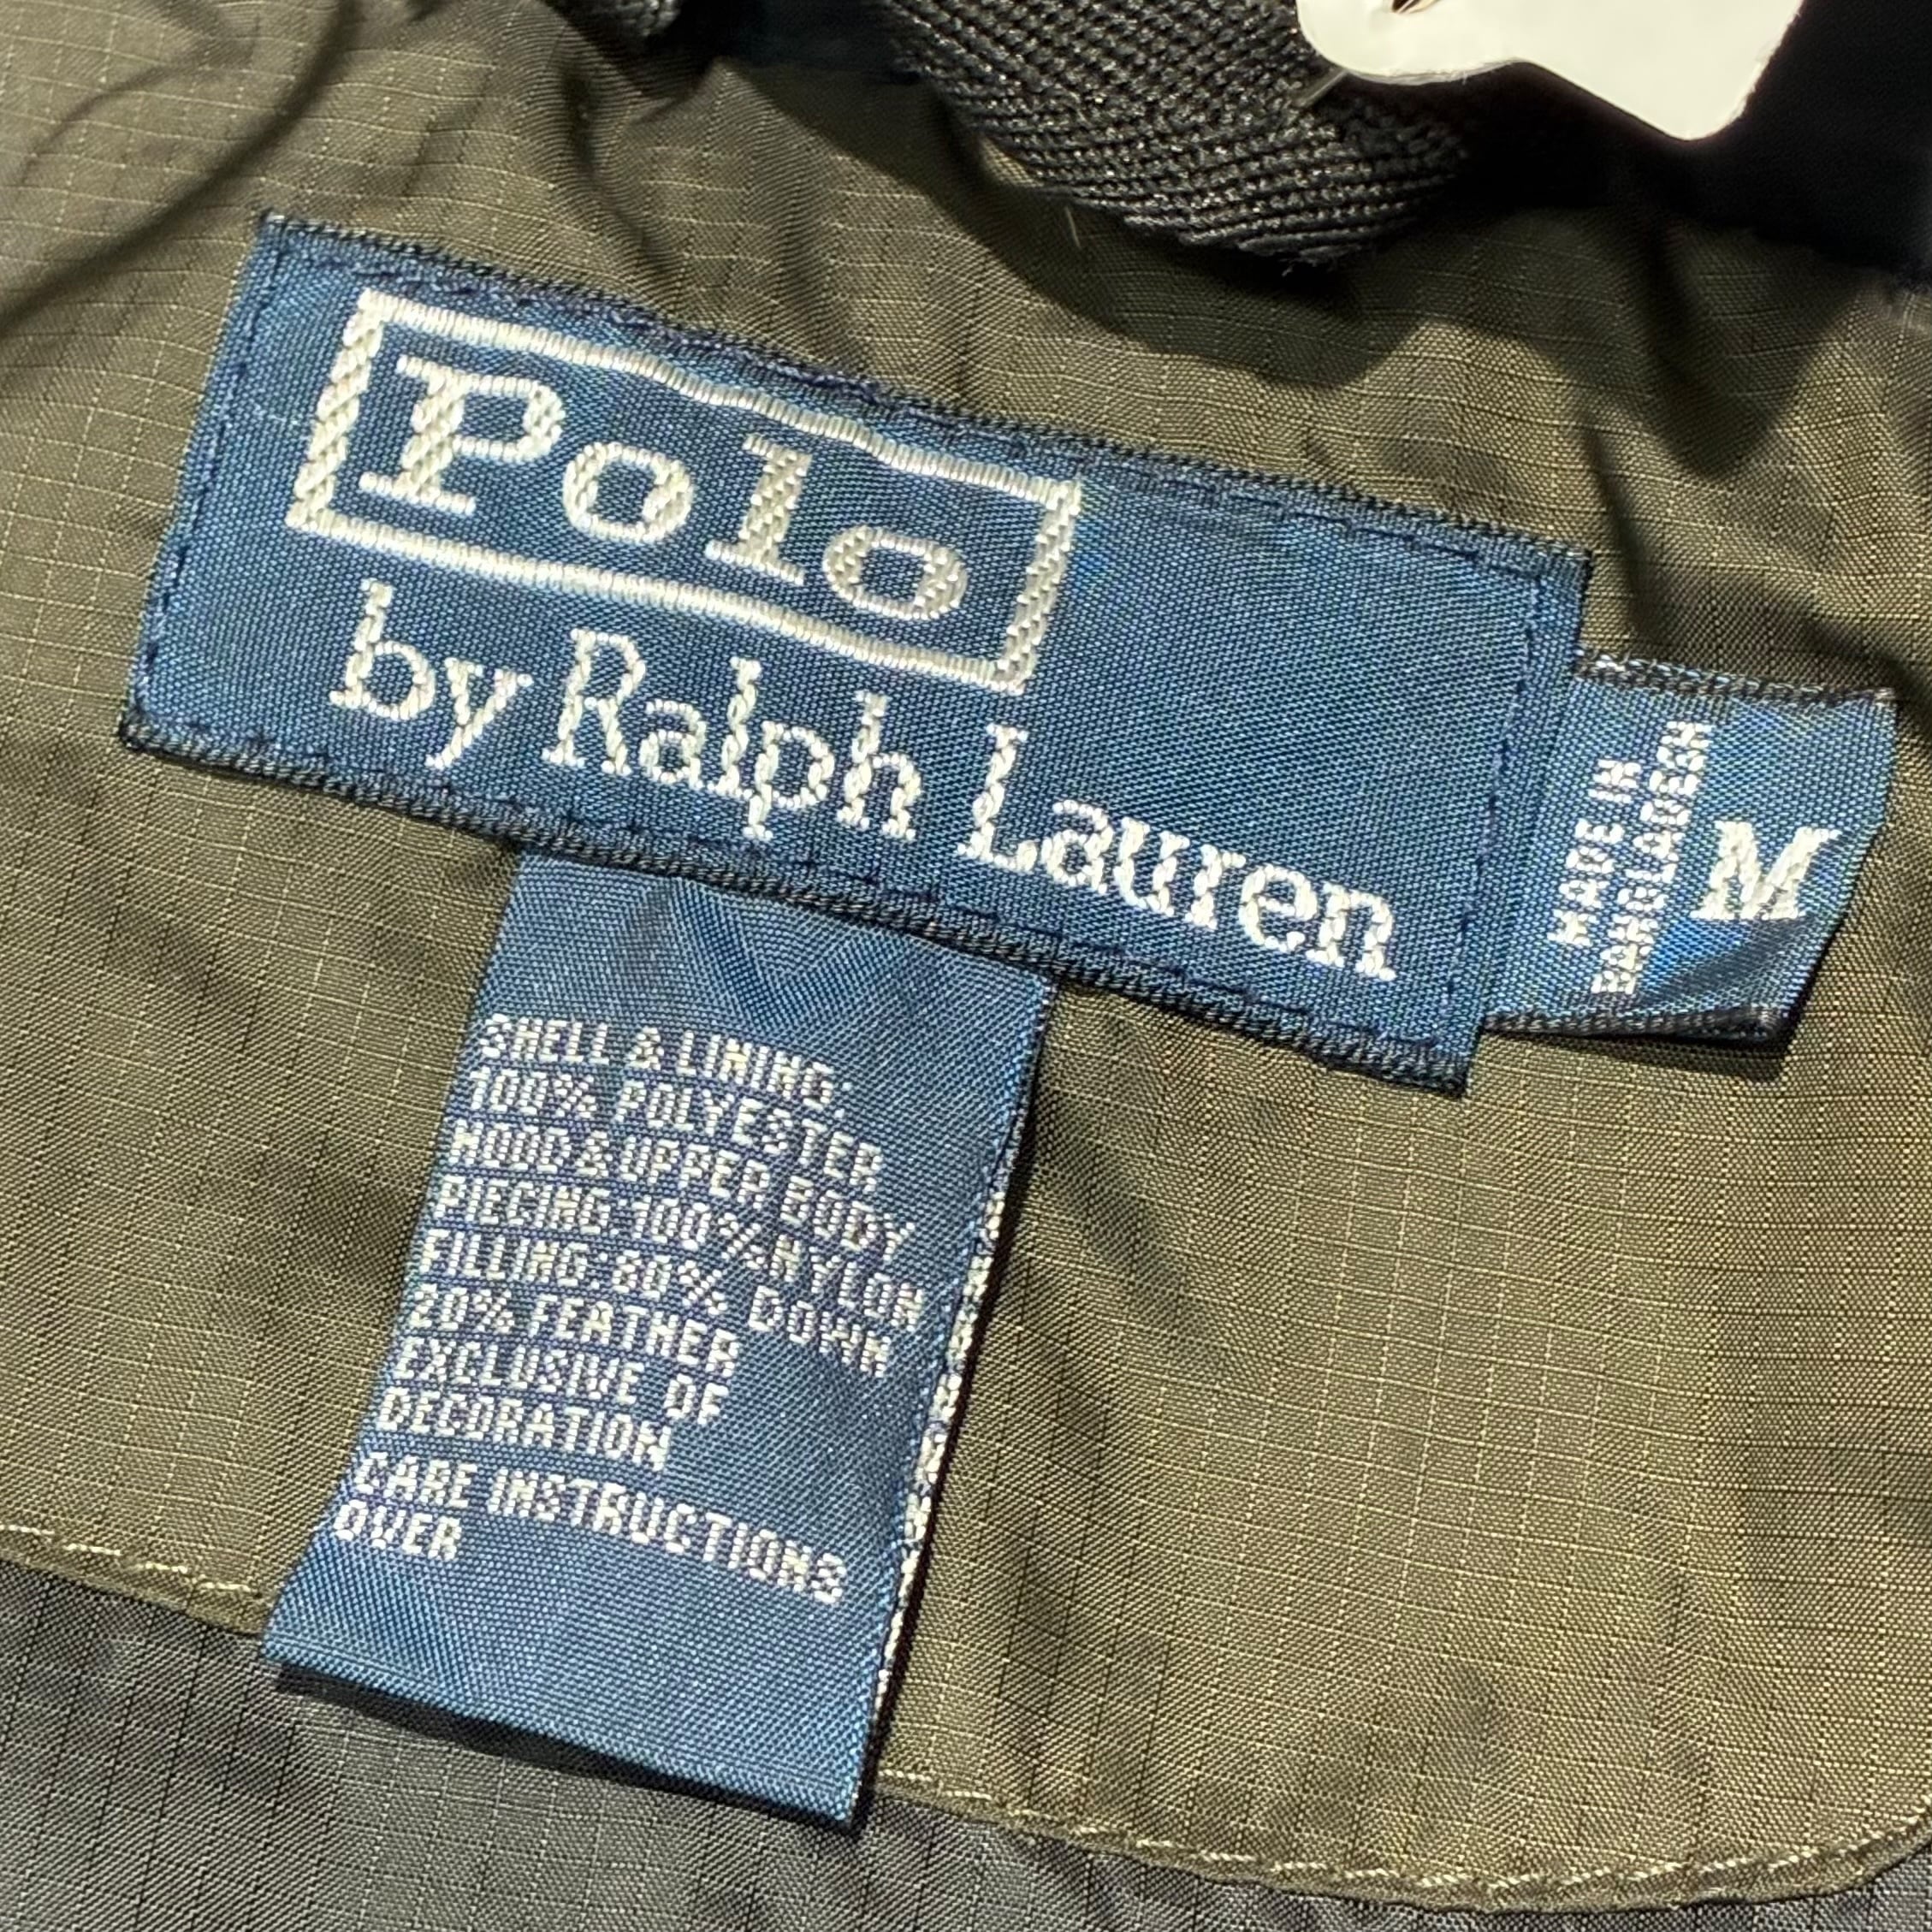 Polo
by Ralph Lauren
MADE IN
BANGLADESH
M
SHELL & LINING:
100% POLYESTER
HOOD & UPPER BODY
PIECING: 100% NYLON
FILLING: 80% DOWN
20% FEATHER
EXCLUSIVE OF
DECORATION
CARE INSTRUCTIONS
OVER